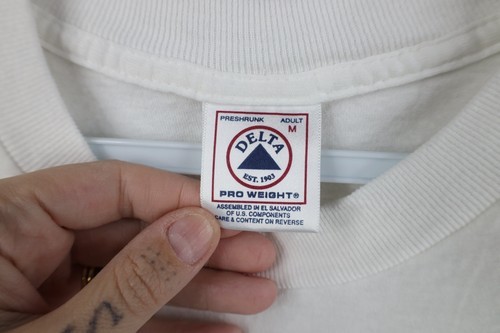 PRESHRUNK ADULT
M
DELTA
EST. 1903
PRO WEIGHT®
ASSEMBLED IN EL SALVADOR
OF U.S. COMPONENTS
CARE & CONTENT ON REVERSE